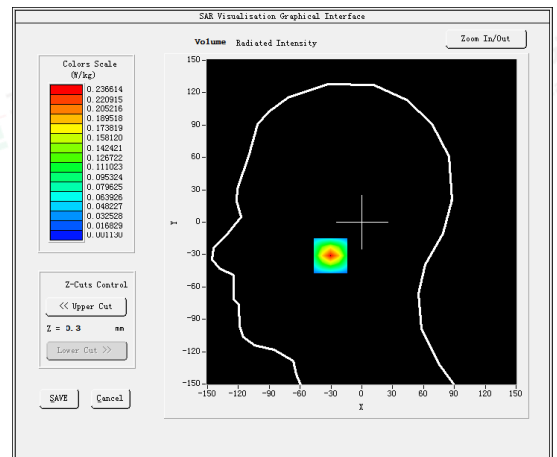 SAR Visualisation Graphical Interface
Volume Radiated Intensity
Zoom In/Out
Colors Scale
(W/kg)
0.236614
0.220915
0.205216
0.189518
0.173819
0.158120
0.142421
0.126722
0.111023
0.095324
0.079625
0.063926
0.048227
0.032528
0.016829
0.001130
Z-Cuts Control
<< Upper Cut
Z = 0.3 mm
Lower Cut >>
SAVE Cancel
150
120
90
60
30
0
-30
-60
-90
-120
-150
Y
-150 -120 -90 -60 -30 0 30 60 90 120 150
X